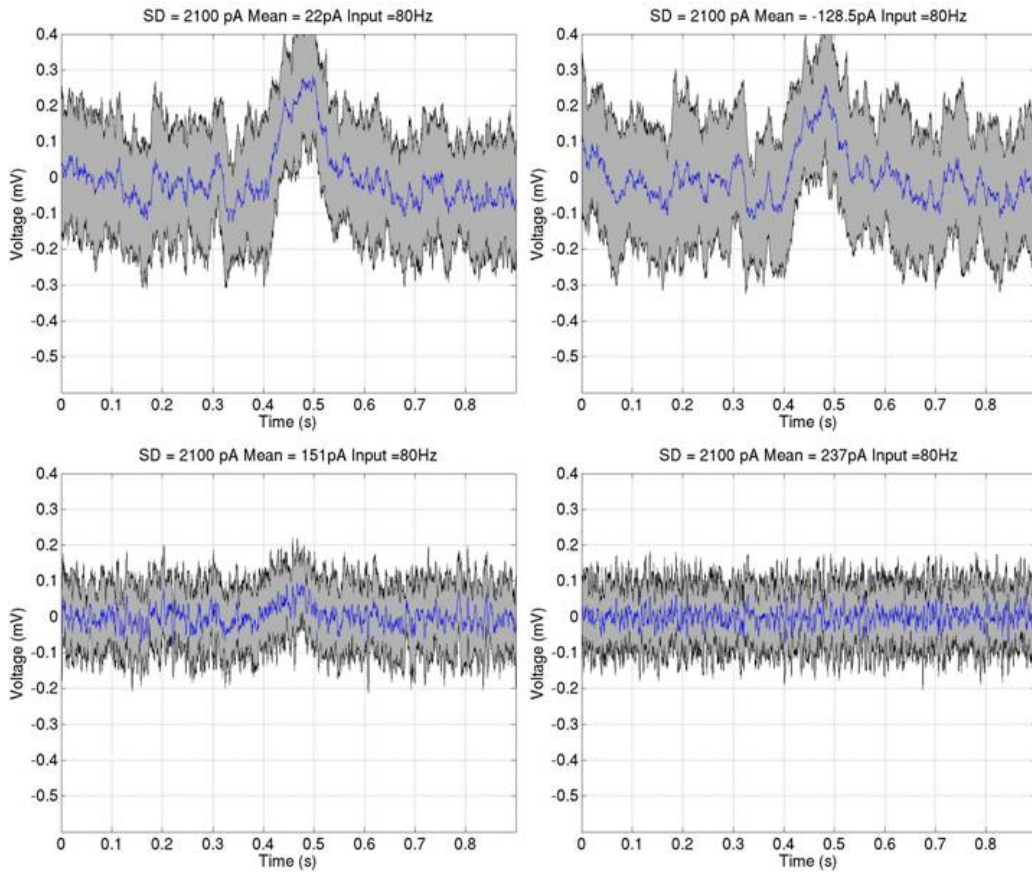 SD = 2100 pA Mean = 22pA Input =80Hz
0.4
0.3
0.2
0.1
0
-0.1
-0.2
-0.3
-0.4
-0.5
Voltage (mV)
0 0.1 0.2 0.3 0.4 0.5 0.6 0.7 0.8
Time (s)
SD = 2100 pA Mean = -128.5pA Input =80Hz
0.4
0.3
0.2
0.1
0
-0.1
-0.2
-0.3
-0.4
-0.5
Voltage (mV)
0 0.1 0.2 0.3 0.4 0.5 0.6 0.7 0.8
Time (s)
SD = 2100 pA Mean = 151pA Input =80Hz
0.4
0.3
0.2
0.1
0
-0.1
-0.2
-0.3
-0.4
-0.5
Voltage (mV)
0 0.1 0.2 0.3 0.4 0.5 0.6 0.7 0.8
Time (s)
SD = 2100 pA Mean = 237pA Input =80Hz
0.4
0.3
0.2
0.1
0
-0.1
-0.2
-0.3
-0.4
-0.5
Voltage (mV)
0 0.1 0.2 0.3 0.4 0.5 0.6 0.7 0.8
Time (s)